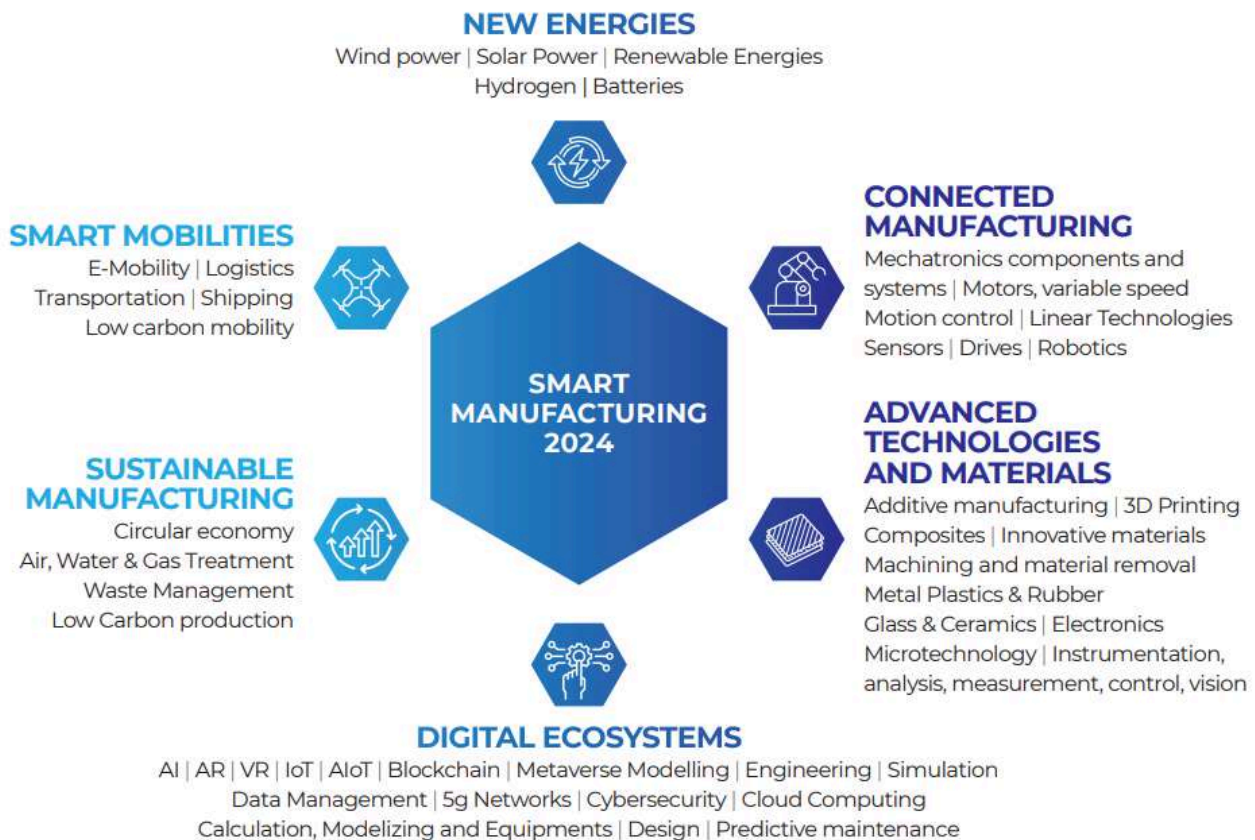 NEW ENERGIES
Wind power | Solar Power | Renewable Energies
Hydrogen | Batteries
SMART MOBILITIES
E-Mobility | Logistics
Transportation | Shipping
Low carbon mobility
CONNECTED
MANUFACTURING
Mechatronics components and
systems | Motors, variable speed
Motion control | Linear Technologies
Sensors | Drives | Robotics
SMART
MANUFACTURING
2024
SUSTAINABLE
MANUFACTURING
Circular economy
Air, Water & Gas Treatment
Waste Management
Low Carbon production
ADVANCED
TECHNOLOGIES
AND MATERIALS
Additive manufacturing | 3D Printing
Composites | Innovative materials
Machining and material removal
Metal Plastics & Rubber
Glass & Ceramics | Electronics
Microtechnology | Instrumentation,
analysis, measurement, control, vision
DIGITAL ECOSYSTEMS
AI | AR | VR | IoT | AIoT | Blockchain | Metaverse Modelling | Engineering | Simulation
Data Management | 5g Networks | Cybersecurity | Cloud Computing
Calculation, Modelizing and Equipments | Design | Predictive maintenance